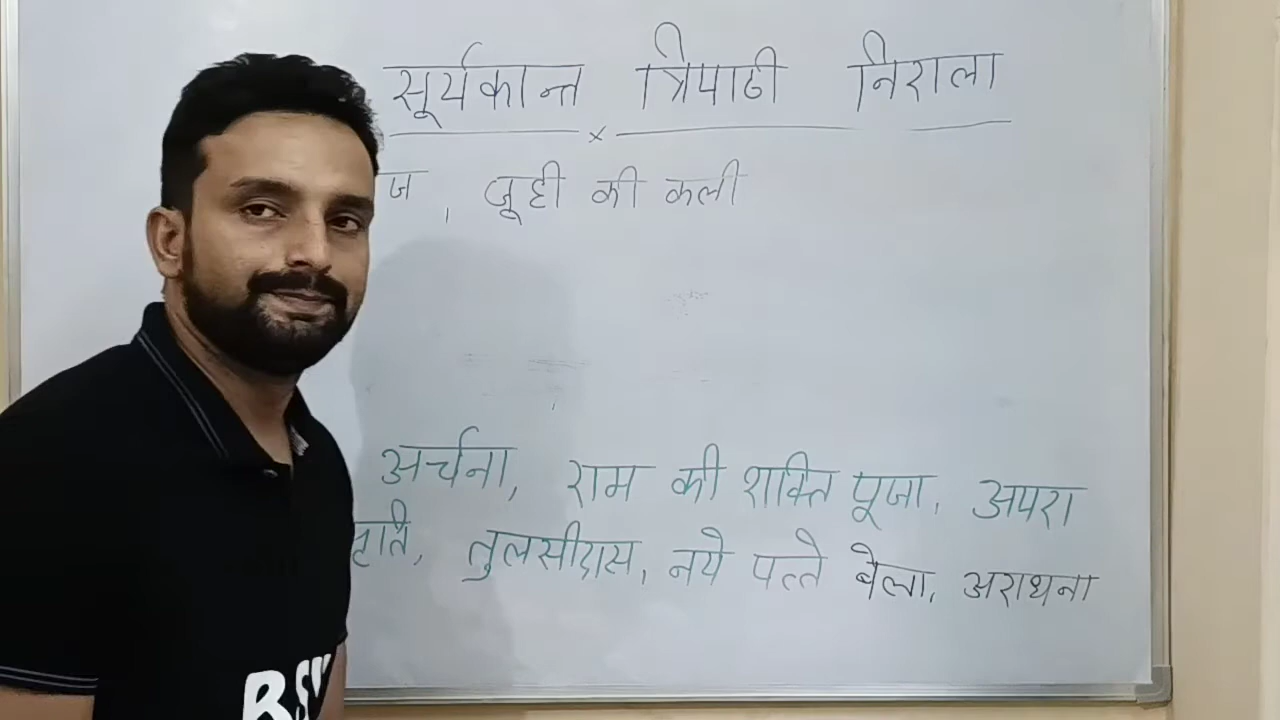 सूर्यकान्त त्रिपाठी निराला
ज, जूही की कली
अर्चना, राम की शक्ति पूजा, अपरा
तुलसीदास, नये पत्ते बेला, अराधना